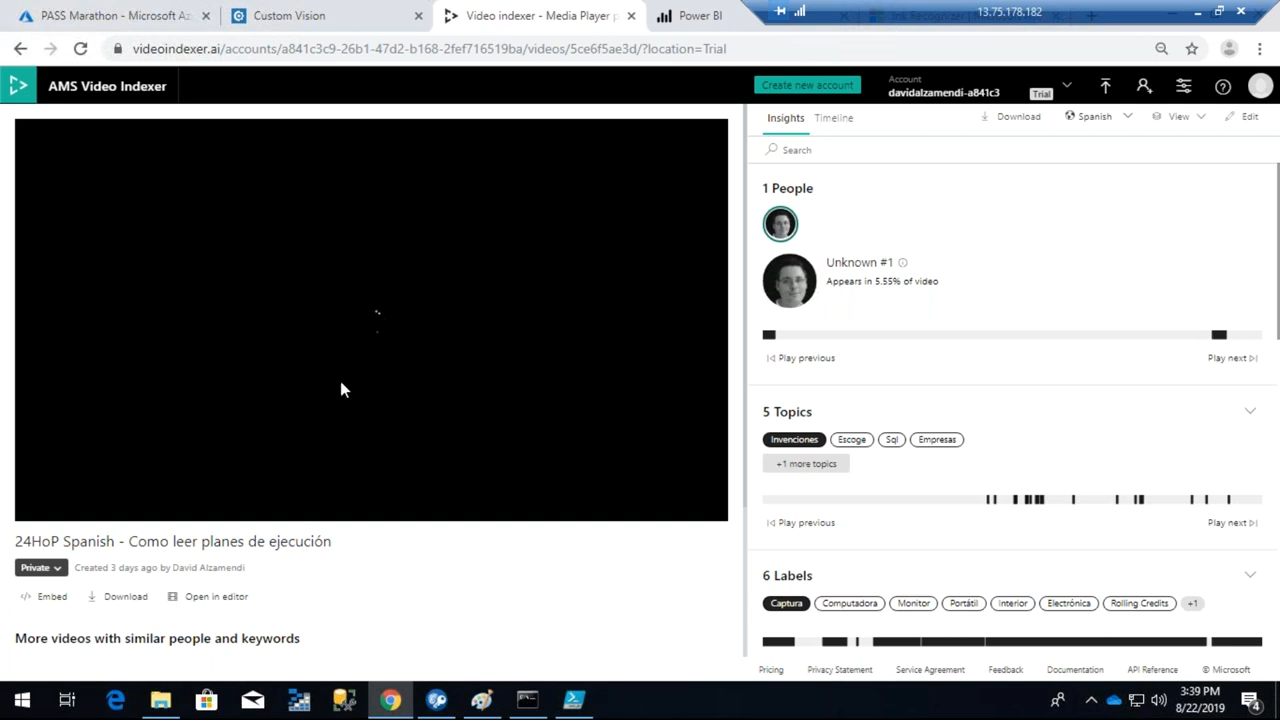 PASS Marathon - Microsoft Az
Custom Vision
Video indexer - Media Player p
Power BI
13.75.178.182
videoindexer.ai/accounts/a841c3c9-26b1-47d2-b168-2fef716519ba/videos/5ce6f5ae3d/?location=Trial
AMS Video Indexer
Create new account
Account
davidalzamendi-a841c3
Trial
Insights
Timeline
Download
Spanish
View
Edit
Search
1 People
Unknown #1
Appears in 5.55% of video
Play previous
Play next
5 Topics
Invenciones
Escoge
Sql
Empresas
+1 more topics
Play previous
Play next
24HoP Spanish - Como leer planes de ejecución
Private
Created 3 days ago by David Alzamendi
6 Labels
Embed
Download
Open in editor
Captura
Computadora
Monitor
Portátil
Interior
Electrónica
Rolling Credits
+1
More videos with similar people and keywords
Pricing
Privacy Statement
Service Agreement
Feedback
Documentation
API Reference
© Microsoft
3:39 PM
8/22/2019
4